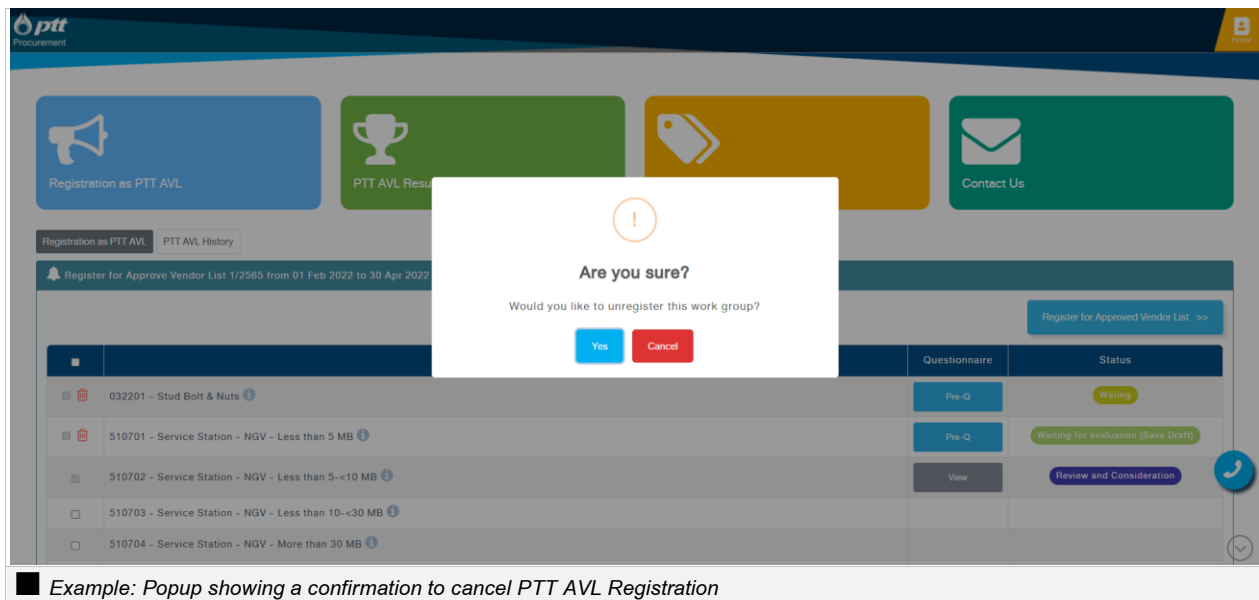 ptt
Procurement
Registration as PTT AVL
PTT AVL Resu
Contact Us
Registration as PTT AVL
PTT AVL History
Register for Approve Vendor List 1/2565 from 01 Feb 2022 to 30 Apr 2022
!
Are you sure?
Would you like to unregister this work group?
Yes
Cancel
Register for Approved Vendor List >>
Questionnaire
Status
032201 - Stud Bolt & Nuts
Pre-Q
Wating
510701 - Service Station - NGV - Less than 5 MB
Pre-Q
Waiting for evaluation (Save Draft)
510702 - Service Station - NGV - Less than 5-<10 MB
View
Review and Consideration
510703 - Service Station - NGV - Less than 10-<30 MB
510704 - Service Station - NGV - More than 30 MB
Example: Popup showing a confirmation to cancel PTT AVL Registration